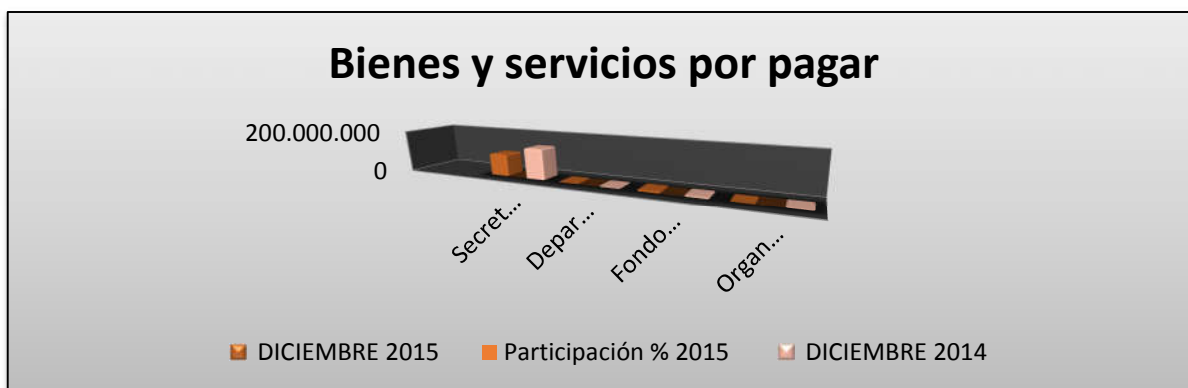 Bienes y servicios por pagar
200.000.000
0
Secret...
Depar...
Fondo...
Organ...
DICIEMBRE 2015 Participación % 2015 DICIEMBRE 2014